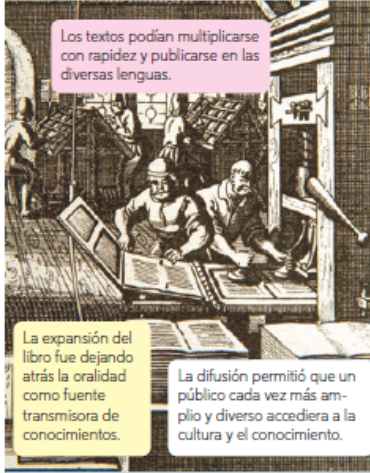 Los textos podían multiplicarse
con rapidez y publicarse en las
diversas lenguas.
La expansión del
libro fue dejando
atrás la oralidad
como fuente
transmisora de
conocimientos.
La difusión permitió que un
público cada vez más am-
plio y diverso accediera a la
cultura y el conocimiento.